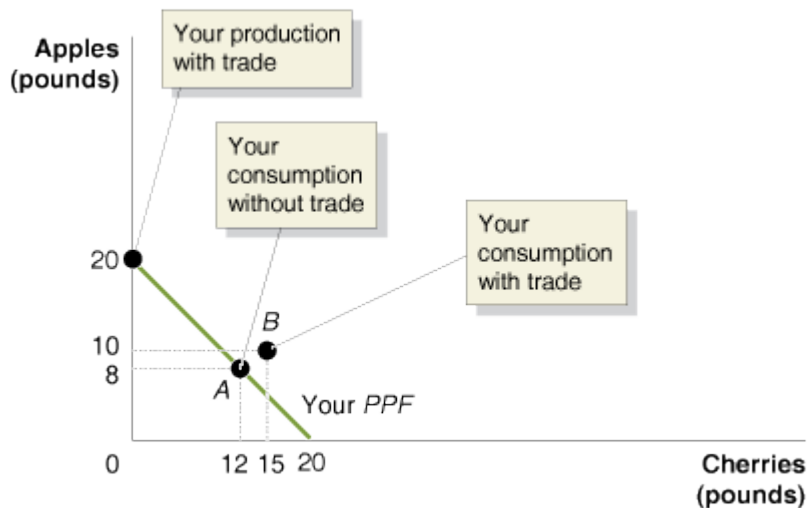 Apples
(pounds)
Your production
with trade
Your
consumption
without trade
Your
consumption
with trade
20
10
8
B
A
Your PPF
0
12 15 20
Cherries
(pounds)